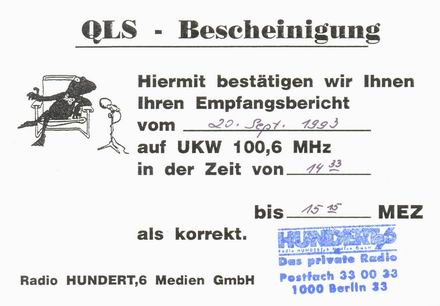 QLS - Bescheinigung
Hiermit bestätigen wir Ihnen
Ihren Empfangsbericht
vom 20. Sept. 1993
auf UKW 100,6 MHz
in der Zeit von 14 33
bis 15 15 MEZ
als korrekt.
HUNDERT,6
Das private Radio
Postfach 33 00 33
1000 Berlin 33
Radio HUNDERT,6 Medien GmbH